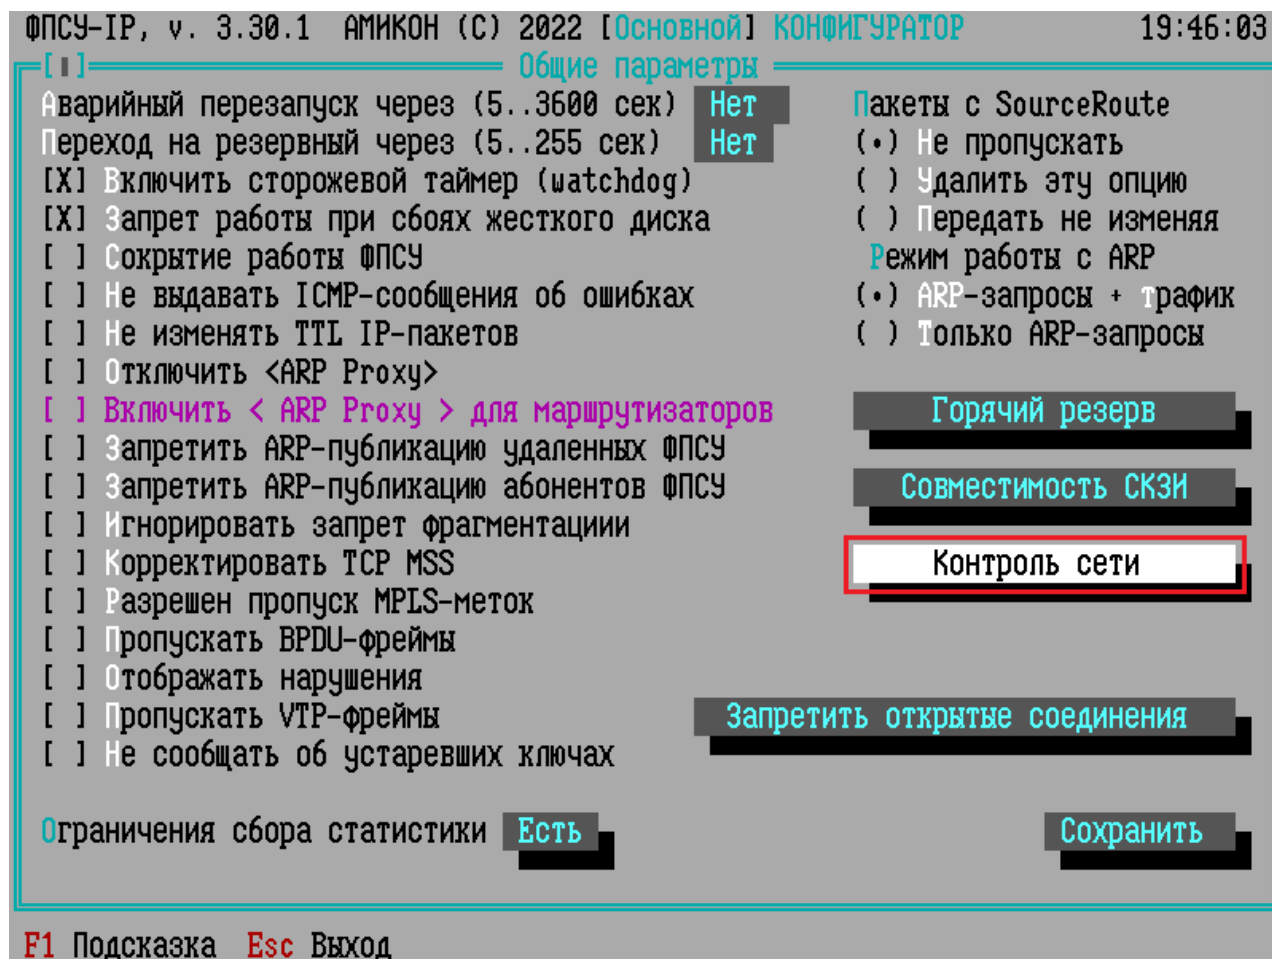 ФПСУ-IP, v. 3.30.1 АМИКОН (C) 2022 [Основной] КОНФИГУРАТОР 19:46:03
Общие параметры
Аварийный перезапуск через (5..3600 сек) Нет
Переход на резервный через (5..255 сек) Нет
[X] Включить сторожевой таймер (watchdog)
[X] Запрет работы при сбоях жесткого диска
[ ] Сокрытие работы ФПСУ
[ ] Не выдавать ICMP-сообщения об ошибках
[ ] Не изменять TTL IP-пакетов
[ ] Отключить <ARP Proxy>
[ ] Включить < ARP Proxy > для маршрутизаторов
[ ] Запретить ARP-публикацию удаленных ФПСУ
[ ] Запретить ARP-публикацию абонентов ФПСУ
[ ] Игнорировать запрет фрагментациии
[ ] Корректировать TCP MSS
[ ] Разрешен пропуск MPLS-меток
[ ] Пропускать BPDU-фреймы
[ ] Отображать нарушения
[ ] Пропускать VTP-фреймы
[ ] Не сообщать об устаревших ключах
Ограничения сбора статистики Есть
Пакеты с SourceRoute
(•) Не пропускать
( ) Удалить эту опцию
( ) Передать не изменяя
Режим работы с ARP
(•) ARP-запросы + трафик
( ) Только ARP-запросы
Горячий резерв
Совместимость СКЗИ
Контроль сети
Запретить открытые соединения
Сохранить
F1 Подсказка Esc Выход